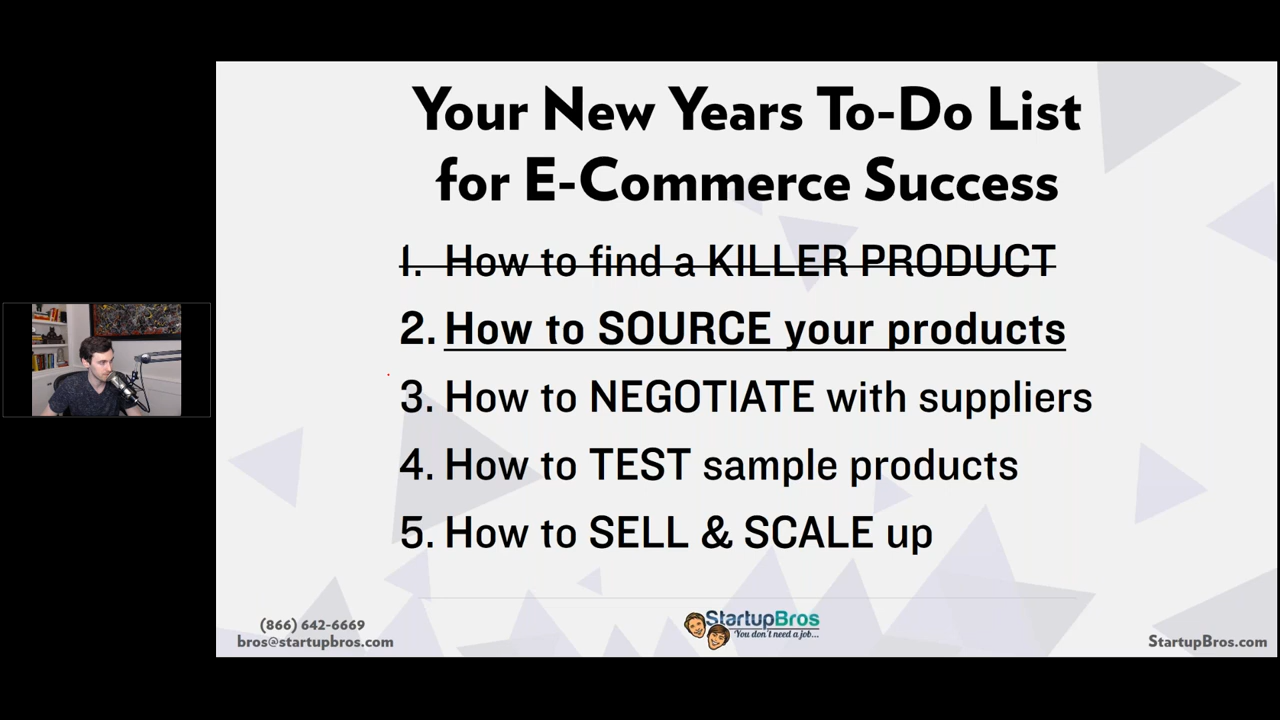 Your New Years To-Do List
for E-Commerce Success
1. How to find a KILLER PRODUCT
2. How to SOURCE your products
3. How to NEGOTIATE with suppliers
4. How to TEST sample products
5. How to SELL & SCALE up
(866) 642-6669
bros@startupbros.com
StartupBros
You don't need a job...
StartupBros.com